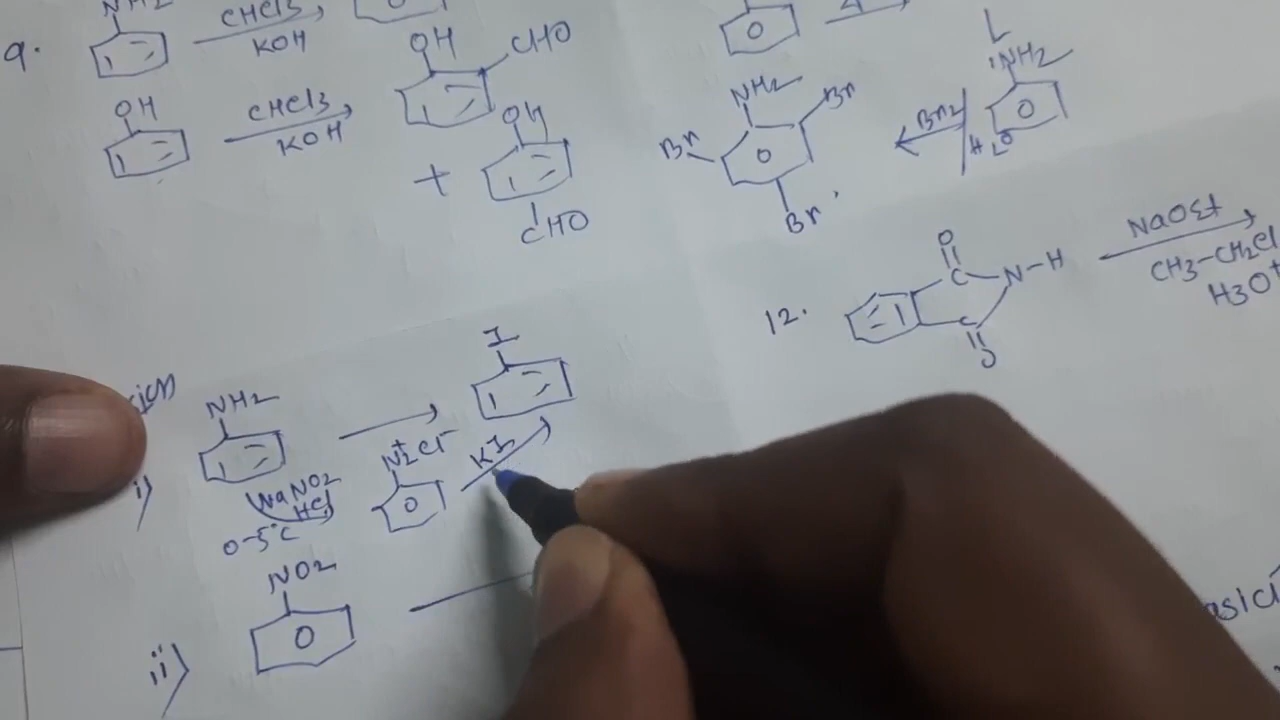 9.
NH2
CHCl3
KOH
OH
CHCl3
KOH
OH
CHO
+
OH
CHO
NH2
Br
Br
Br
Br2
H2O
NH2
12.
O
C
N-H
C
O
NaOEt
CH3-CH2Cl
H3O+
i)
NH2
NaNO2
HCl
0-5°C
N2+Cl-
KI
I
ii)
NO2